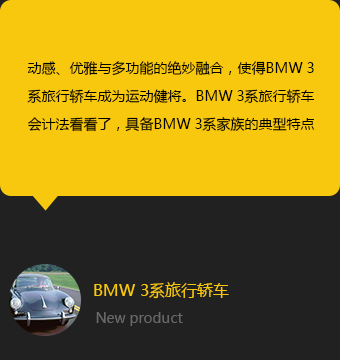 动感、优雅与多功能的绝妙融合，使得BMW 3
系旅行轿车成为运动健将。BMW 3系旅行轿车
会计法看看了，具备BMW 3系家族的典型特点
BMW 3系旅行轿车
New product